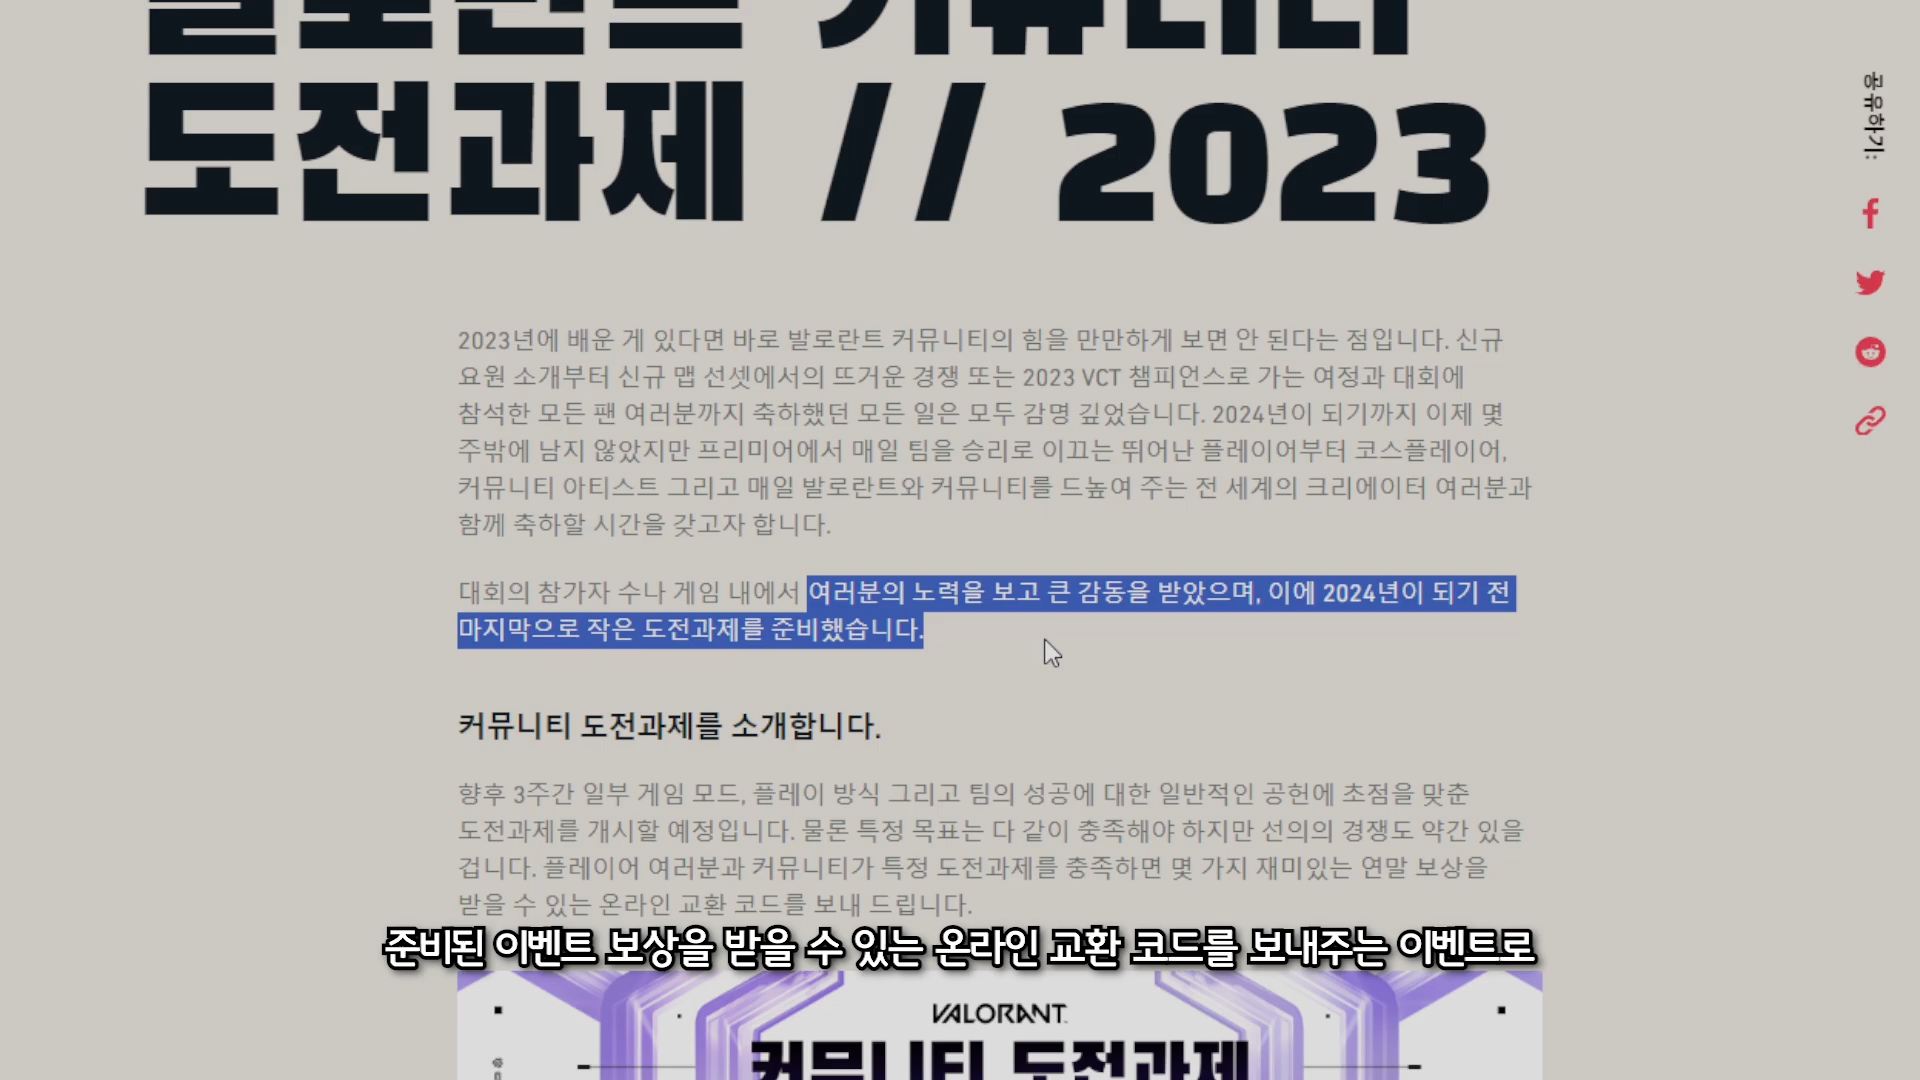 발로란트 커뮤니티
도전과제 // 2023
공유하기:
2023년에 배운 게 있다면 바로 발로란트 커뮤니티의 힘을 만만하게 보면 안 된다는 점입니다. 신규
요원 소개부터 신규 맵 선셋에서의 뜨거운 경쟁 또는 2023 VCT 챔피언스로 가는 여정과 대회에
참석한 모든 팬 여러분까지 축하했던 모든 일은 모두 감명 깊었습니다. 2024년이 되기까지 이제 몇
주밖에 남지 않았지만 프리미어에서 매일 팀을 승리로 이끄는 뛰어난 플레이어부터 코스플레이어,
커뮤니티 아티스트 그리고 매일 발로란트와 커뮤니티를 드높여 주는 전 세계의 크리에이터 여러분과
함께 축하할 시간을 갖고자 합니다.
대회의 참가자 수나 게임 내에서 여러분의 노력을 보고 큰 감동을 받았으며, 이에 2024년이 되기 전
마지막으로 작은 도전과제를 준비했습니다.
커뮤니티 도전과제를 소개합니다.
향후 3주간 일부 게임 모드, 플레이 방식 그리고 팀의 성공에 대한 일반적인 공헌에 초점을 맞춘
도전과제를 개시할 예정입니다. 물론 특정 목표는 다 같이 충족해야 하지만 선의의 경쟁도 약간 있을
겁니다. 플레이어 여러분과 커뮤니티가 특정 도전과제를 충족하면 몇 가지 재미있는 연말 보상을
받을 수 있는 온라인 교환 코드를 보내 드립니다.
준비된 이벤트 보상을 받을 수 있는 온라인 교환 코드를 보내주는 이벤트로
VALORANT
커뮤니티 도전과제